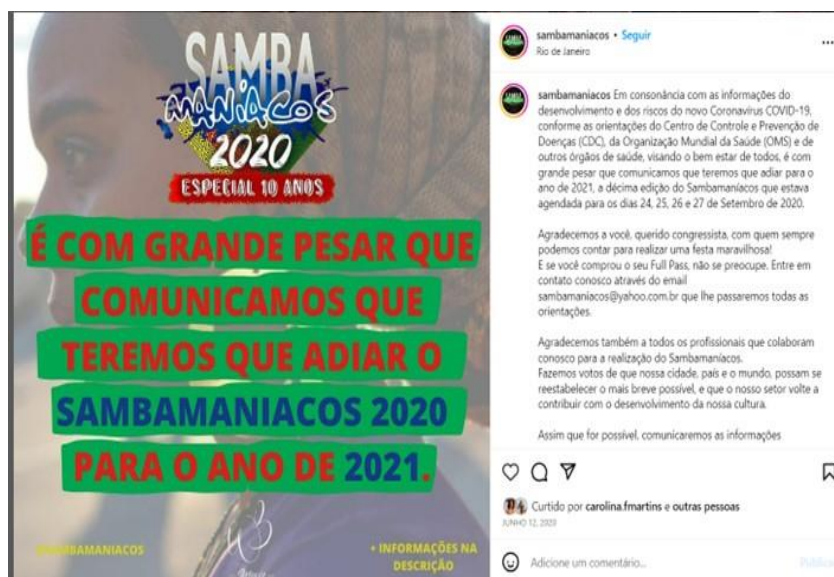 SAMBA
MANIACOS
2020
ESPECIAL 10 ANOS
É COM GRANDE PESAR QUE
COMUNICAMOS QUE
TEREMOS QUE ADIAR O
SAMBAMANIACOS 2020
PARA O ANO DE 2021.
@SAMBAMANIACOS
+ INFORMAÇÕES NA
DESCRIÇÃO
sambamaniacos • Seguir
Rio de Janeiro
sambamaniacos Em consonância com as informações do
desenvolvimento e dos riscos do novo Coronavírus COVID-19,
conforme as orientações do Centro de Controle e Prevenção de
Doenças (CDC), da Organização Mundial da Saúde (OMS) e de
outros órgãos de saúde, visando o bem estar de todos, é com
grande pesar que comunicamos que teremos que adiar para o
ano de 2021, a décima edição do Sambamaníacos que estava
agendada para os dias 24, 25, 26 e 27 de Setembro de 2020.
Agradecemos a você, querido congressista, com quem sempre
podemos contar para realizar uma festa maravilhosa!
E se você comprou o seu Full Pass, não se preocupe. Entre em
contato conosco através do email
sambamaniacos@yahoo.com.br que lhe passaremos todas as
orientações.
Agradecemos também a todos os profissionais que colaboram
conosco para a realização do Sambamaníacos.
Fazemos votos de que nossa cidade, país e o mundo, possam se
reestabelecer o mais breve possível, e que o nosso setor volte a
contribuir com o desenvolvimento da nossa cultura.
Assim que for possível, comunicaremos as informações
Curtido por carolina.fmartins e outras pessoas
JUNHO 12, 2020
Adicione um comentário...
Publicar